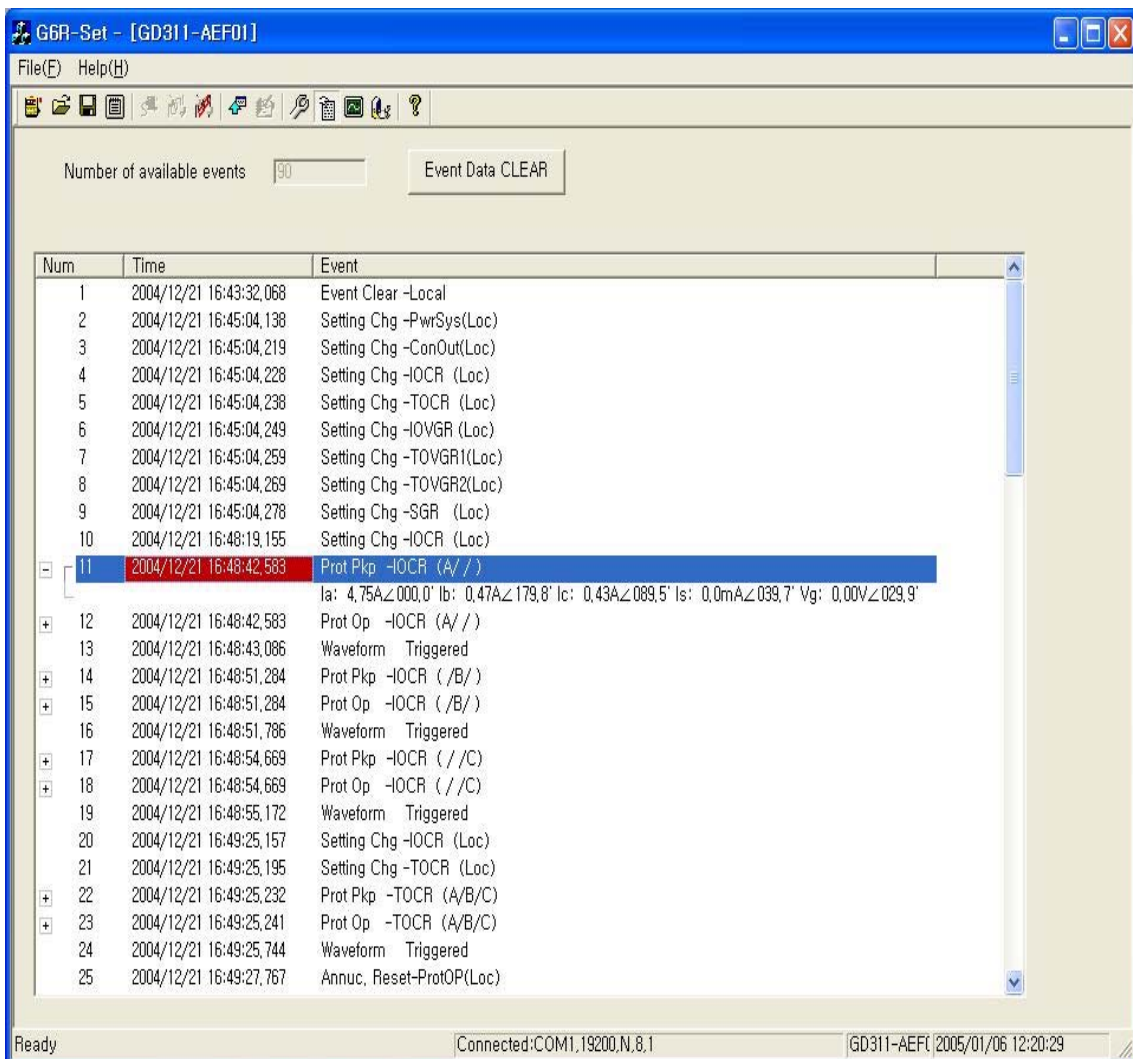 G6R-Set - [GD311-AEF01]
File(F) Help(H)
Number of available events 90 Event Data CLEAR
Num Time Event
1 2004/12/21 16:43:32,068 Event Clear -Local
2 2004/12/21 16:45:04,138 Setting Chg -PwrSys(Loc)
3 2004/12/21 16:45:04,219 Setting Chg -ConOut(Loc)
4 2004/12/21 16:45:04,228 Setting Chg -IOCR (Loc)
5 2004/12/21 16:45:04,238 Setting Chg -TOCR (Loc)
6 2004/12/21 16:45:04,249 Setting Chg -IOVGR (Loc)
7 2004/12/21 16:45:04,259 Setting Chg -TOVGR1(Loc)
8 2004/12/21 16:45:04,269 Setting Chg -TOVGR2(Loc)
9 2004/12/21 16:45:04,278 Setting Chg -SGR (Loc)
10 2004/12/21 16:48:19,155 Setting Chg -IOCR (Loc)
11 2004/12/21 16:48:42,583 Prot Pkp -IOCR (A/ / )
Ia: 4,75A∠000,0' Ib: 0,47A∠179,8' Ic: 0,43A∠089,5' Is: 0,0mA∠039,7' Vg: 0,00V∠029,9'
12 2004/12/21 16:48:42,583 Prot Op -IOCR (A/ / )
13 2004/12/21 16:48:43,086 Waveform Triggered
14 2004/12/21 16:48:51,284 Prot Pkp -IOCR ( /B/ )
15 2004/12/21 16:48:51,284 Prot Op -IOCR ( /B/ )
16 2004/12/21 16:48:51,786 Waveform Triggered
17 2004/12/21 16:48:54,669 Prot Pkp -IOCR ( / /C)
18 2004/12/21 16:48:54,669 Prot Op -IOCR ( / /C)
19 2004/12/21 16:48:55,172 Waveform Triggered
20 2004/12/21 16:49:25,157 Setting Chg -IOCR (Loc)
21 2004/12/21 16:49:25,195 Setting Chg -TOCR (Loc)
22 2004/12/21 16:49:25,232 Prot Pkp -TOCR (A/B/C)
23 2004/12/21 16:49:25,241 Prot Op -TOCR (A/B/C)
24 2004/12/21 16:49:25,744 Waveform Triggered
25 2004/12/21 16:49:27,767 Annuc, Reset-ProtOP(Loc)
Ready Connected:COM1,19200,N,8,1 GD311-AEF( 2005/01/06 12:20:29